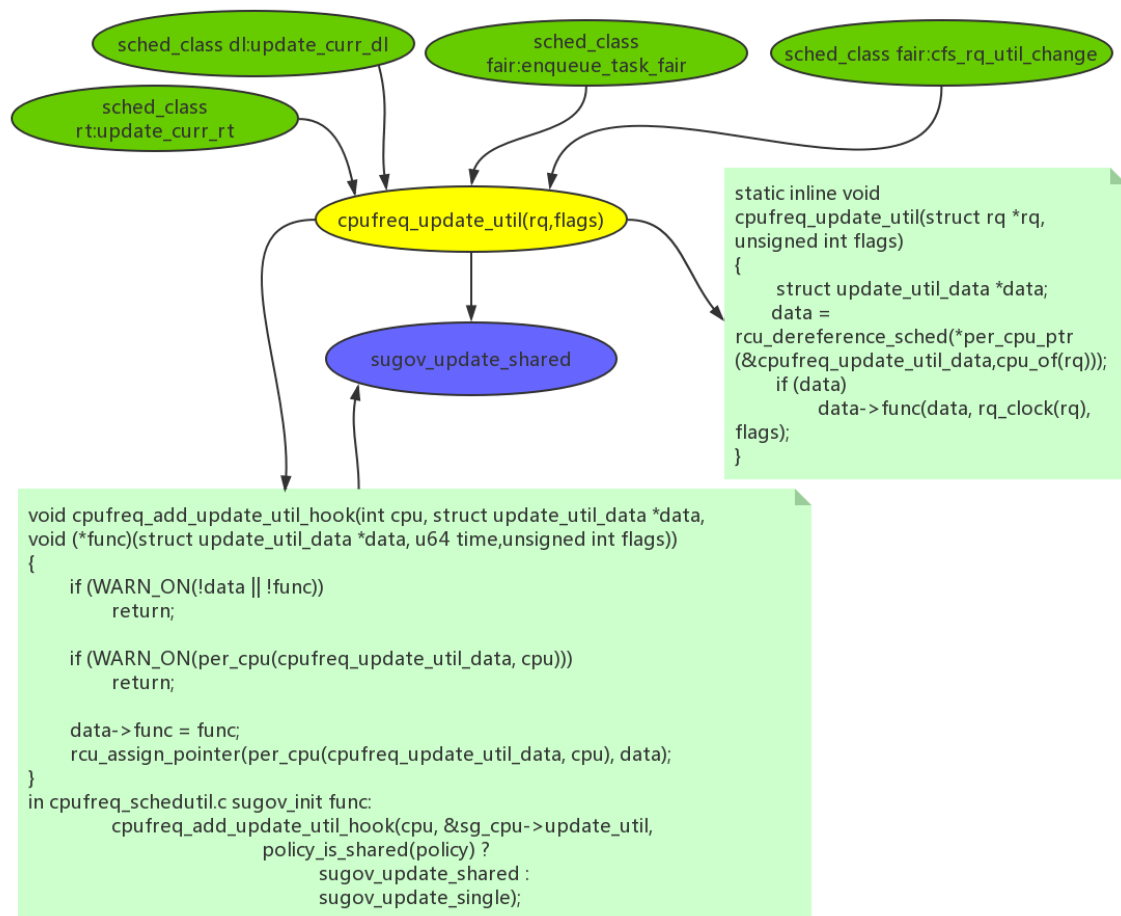 sched_class dl:update_curr_dl
sched_class
fair:enqueue_task_fair
sched_class fair:cfs_rq_util_change
sched_class
rt:update_curr_rt
cpufreq_update_util(rq,flags)
sugov_update_shared
static inline void
cpufreq_update_util(struct rq *rq,
unsigned int flags)
{
struct update_util_data *data;
data =
rcu_dereference_sched(*per_cpu_ptr
(&cpufreq_update_util_data,cpu_of(rq)));
if (data)
data->func(data, rq_clock(rq),
flags);
}
void cpufreq_add_update_util_hook(int cpu, struct update_util_data *data,
void (*func)(struct update_util_data *data, u64 time,unsigned int flags))
{
if (WARN_ON(!data || !func))
return;
if (WARN_ON(per_cpu(cpufreq_update_util_data, cpu)))
return;
data->func = func;
rcu_assign_pointer(per_cpu(cpufreq_update_util_data, cpu), data);
}
in cpufreq_schedutil.c sugov_init func:
cpufreq_add_update_util_hook(cpu, &sg_cpu->update_util,
policy_is_shared(policy) ?
sugov_update_shared :
sugov_update_single);